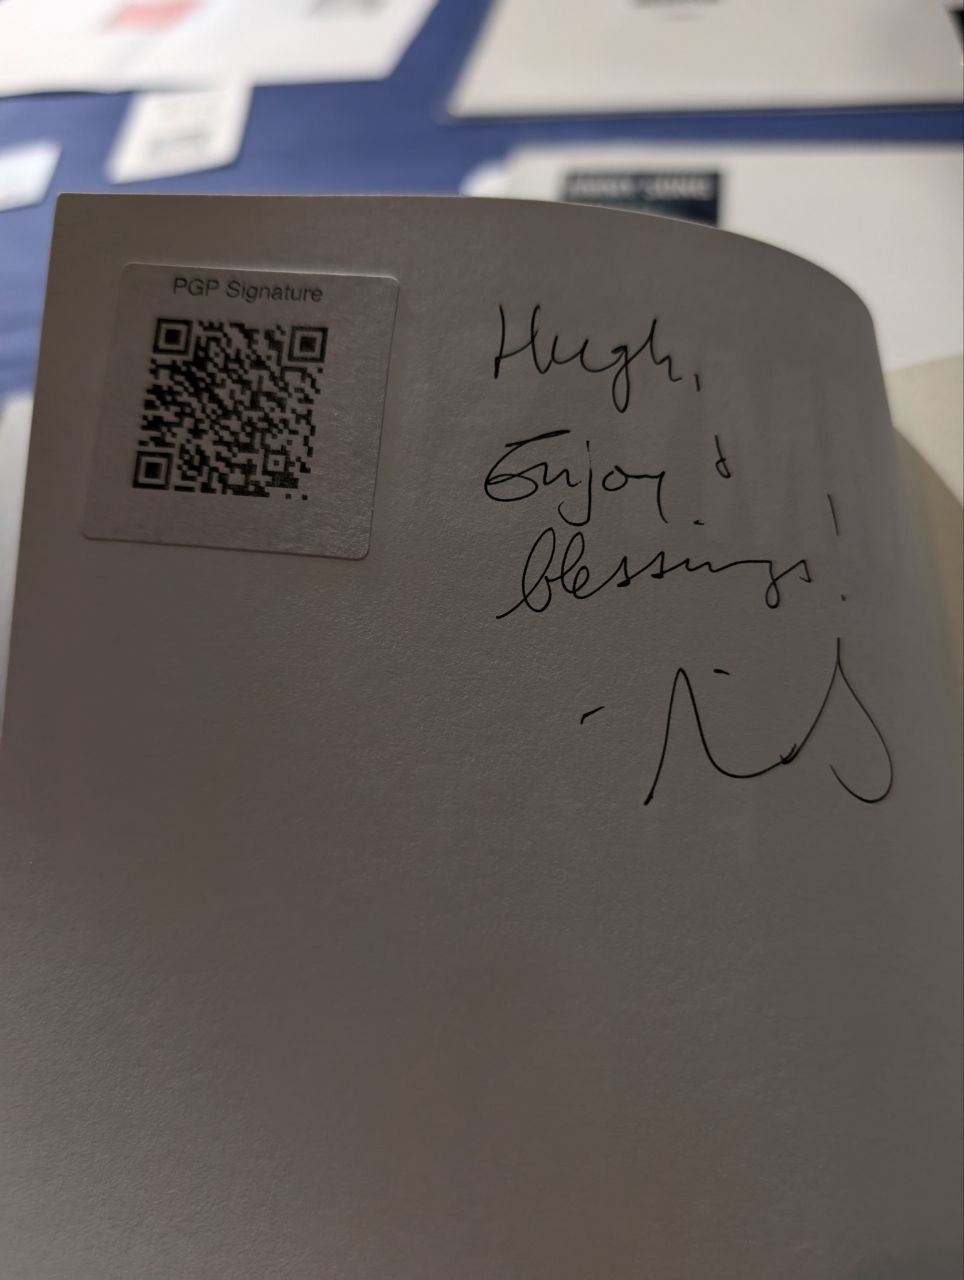 PGP Signature
Hugh,
Enjoy!
blessings!